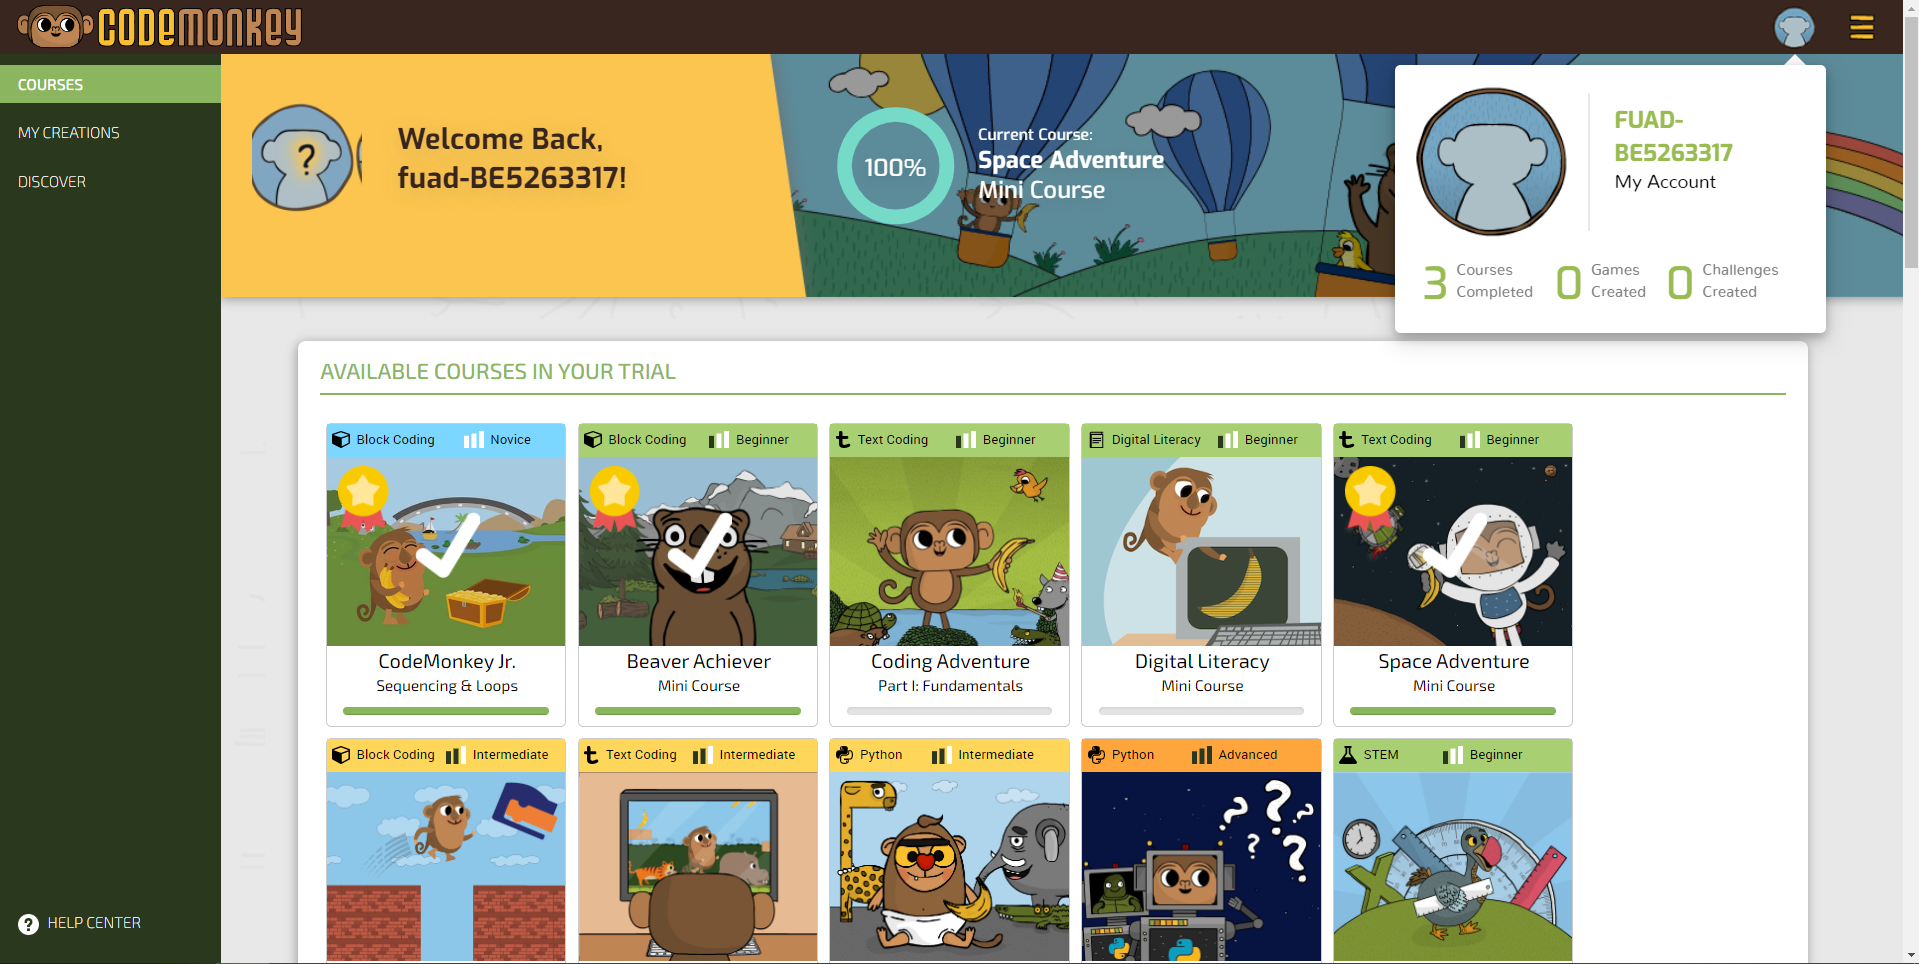 CODEMONKEY
COURSES
MY CREATIONS
DISCOVER
HELP CENTER
?
Welcome Back,
fuad-BE5263317!
100%
Current Course:
Space Adventure
Mini Course
FUAD-
BE5263317
My Account
3 Courses Completed
0 Games Created
0 Challenges Created
AVAILABLE COURSES IN YOUR TRIAL
Block Coding Novice
CodeMonkey Jr.
Sequencing & Loops
Block Coding Beginner
Beaver Achiever
Mini Course
Text Coding Beginner
Coding Adventure
Part I: Fundamentals
Digital Literacy Beginner
Digital Literacy
Mini Course
Text Coding Beginner
Space Adventure
Mini Course
Block Coding Intermediate
Text Coding Intermediate
Python Intermediate
Python Advanced
? ? ? ?
STEM Beginner